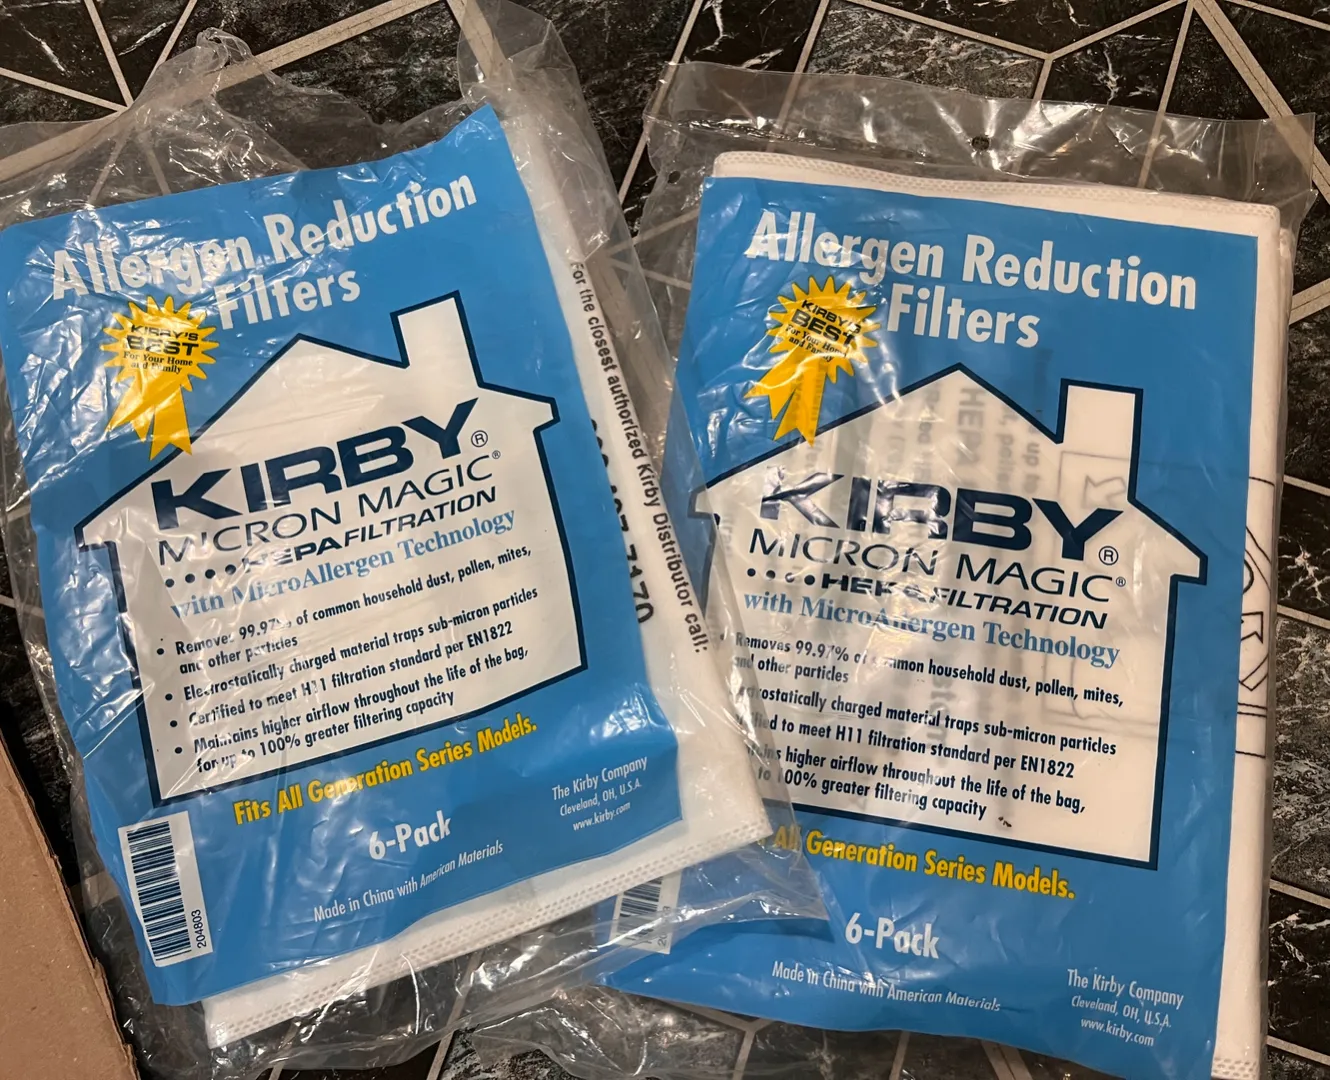 Allergen Reduction
Filters
KIRBY'S
BEST
For Your Home
and Family
KIRBY®
MICRON MAGIC®
HEPA FILTRATION
with MicroAllergen Technology
• Removes 99.97% of common household dust, pollen, mites,
and other particles
• Electrostatically charged material traps sub-micron particles
• Certified to meet H11 filtration standard per EN1822
• Maintains higher airflow throughout the life of the bag,
for up to 100% greater filtering capacity
Fits All Generation Series Models.
6-Pack
The Kirby Company
Cleveland, OH, U.S.A.
www.kirby.com
Made in China with American Materials
204803
For the closest authorized Kirby Distributor call:
Allergen Reduction
Filters
KIRBY'S
BEST
For Your Home
and Family
KIRBY®
MICRON MAGIC®
HEPA FILTRATION
with MicroAllergen Technology
Removes 99.97% of common household dust, pollen, mites,
and other particles
charged material traps sub-micron particles
to meet H11 filtration standard per EN1822
higher airflow throughout the life of the bag,
to 100% greater filtering capacity
All Generation Series Models.
6-Pack
Made in China with American Materials
The Kirby Company
Cleveland, OH, U.S.A.
www.kirby.com